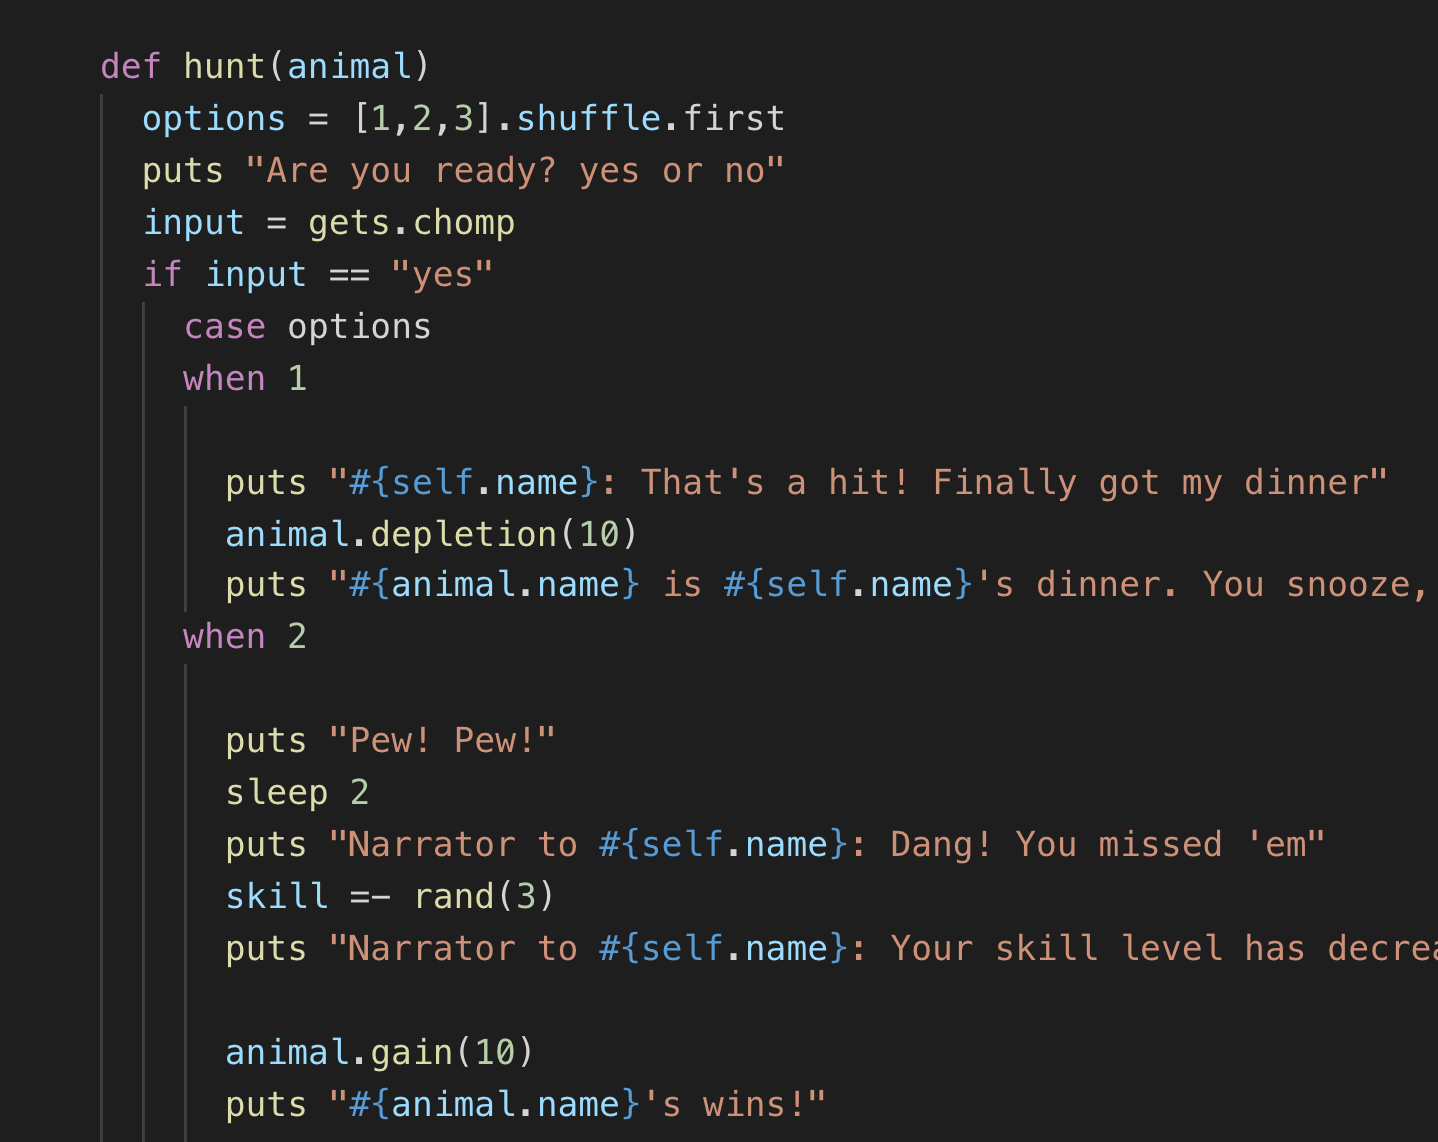 def hunt(animal)
options = [1,2,3].shuffle.first
puts "Are you ready? yes or no"
input = gets.chomp
if input == "yes"
case options
when 1
puts "#{self.name}: That's a hit! Finally got my dinner"
animal.depletion(10)
puts "#{animal.name} is #{self.name}'s dinner. You snooze,
when 2
puts "Pew! Pew!"
sleep 2
puts "Narrator to #{self.name}: Dang! You missed 'em"
skill =- rand(3)
puts "Narrator to #{self.name}: Your skill level has
animal.gain(10)
puts "#{animal.name}'s wins!"